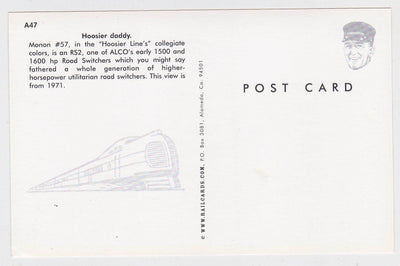 A47
Hoosier daddy.
Monon #57, in the "Hoosier Line's" collegiate
colors, is an RS2, one of ALCO's early 1500 and
1600 hp Road Switchers which you might say
fathered a whole generation of higher-
horsepower utilitarian road switchers. This view is
from 1971.
© WWW.RAILCARDS.COM, P.O. Box 3081, Alameda, Ca. 94501
POST CARD